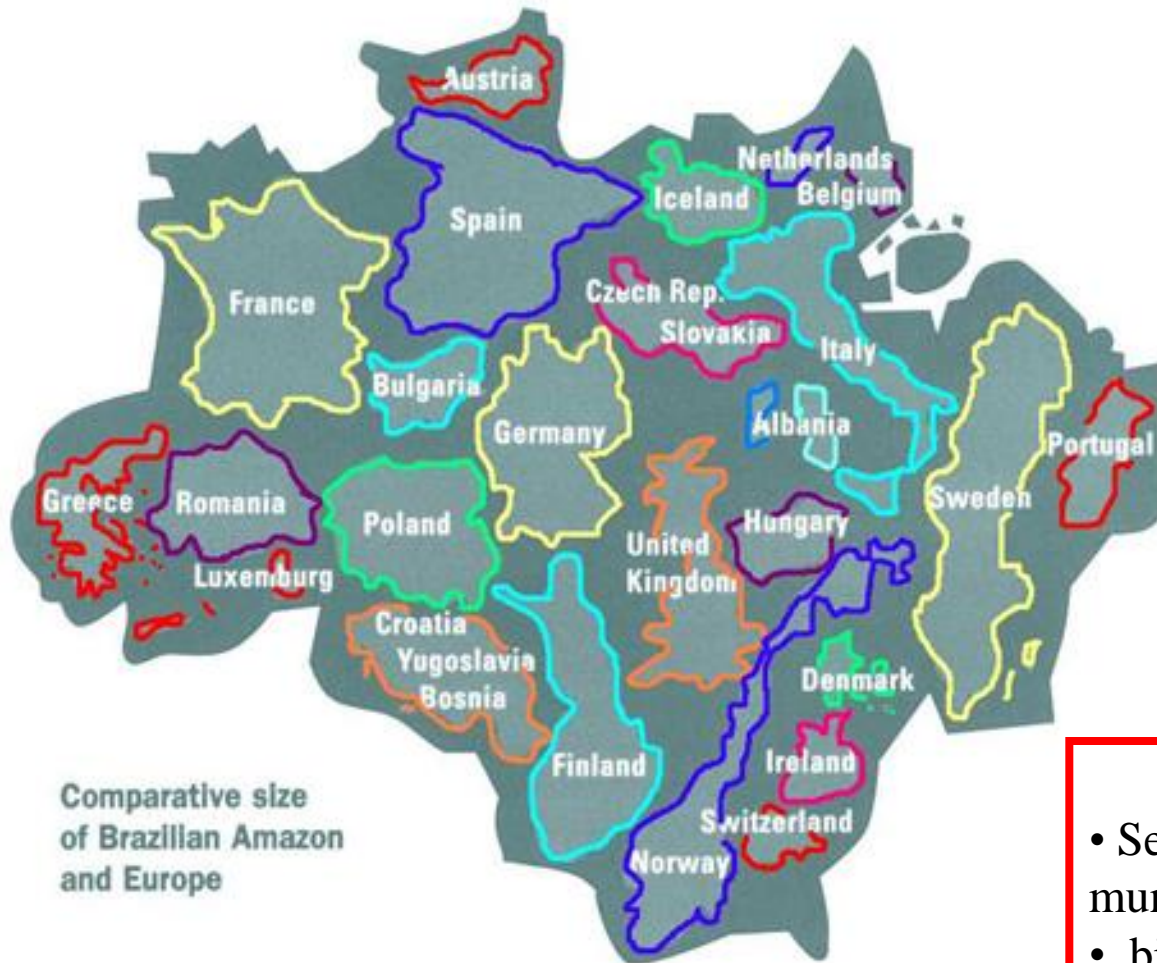 Austria
Netherlands
Belgium
Iceland
Spain
Czech Rep.
France
Slovakia
Italy
Bulgaria
Albania
Germany
Portugal
Greece
Romania
Sweden
Poland
Hungary
United
Kingdom
Luxemburg
Croatia
Yugoslavia
Bosnia
Denmark
Finland
Ireland
Switzerland
Norway
Comparative size
of Brazilian Amazon
and Europe
•
•